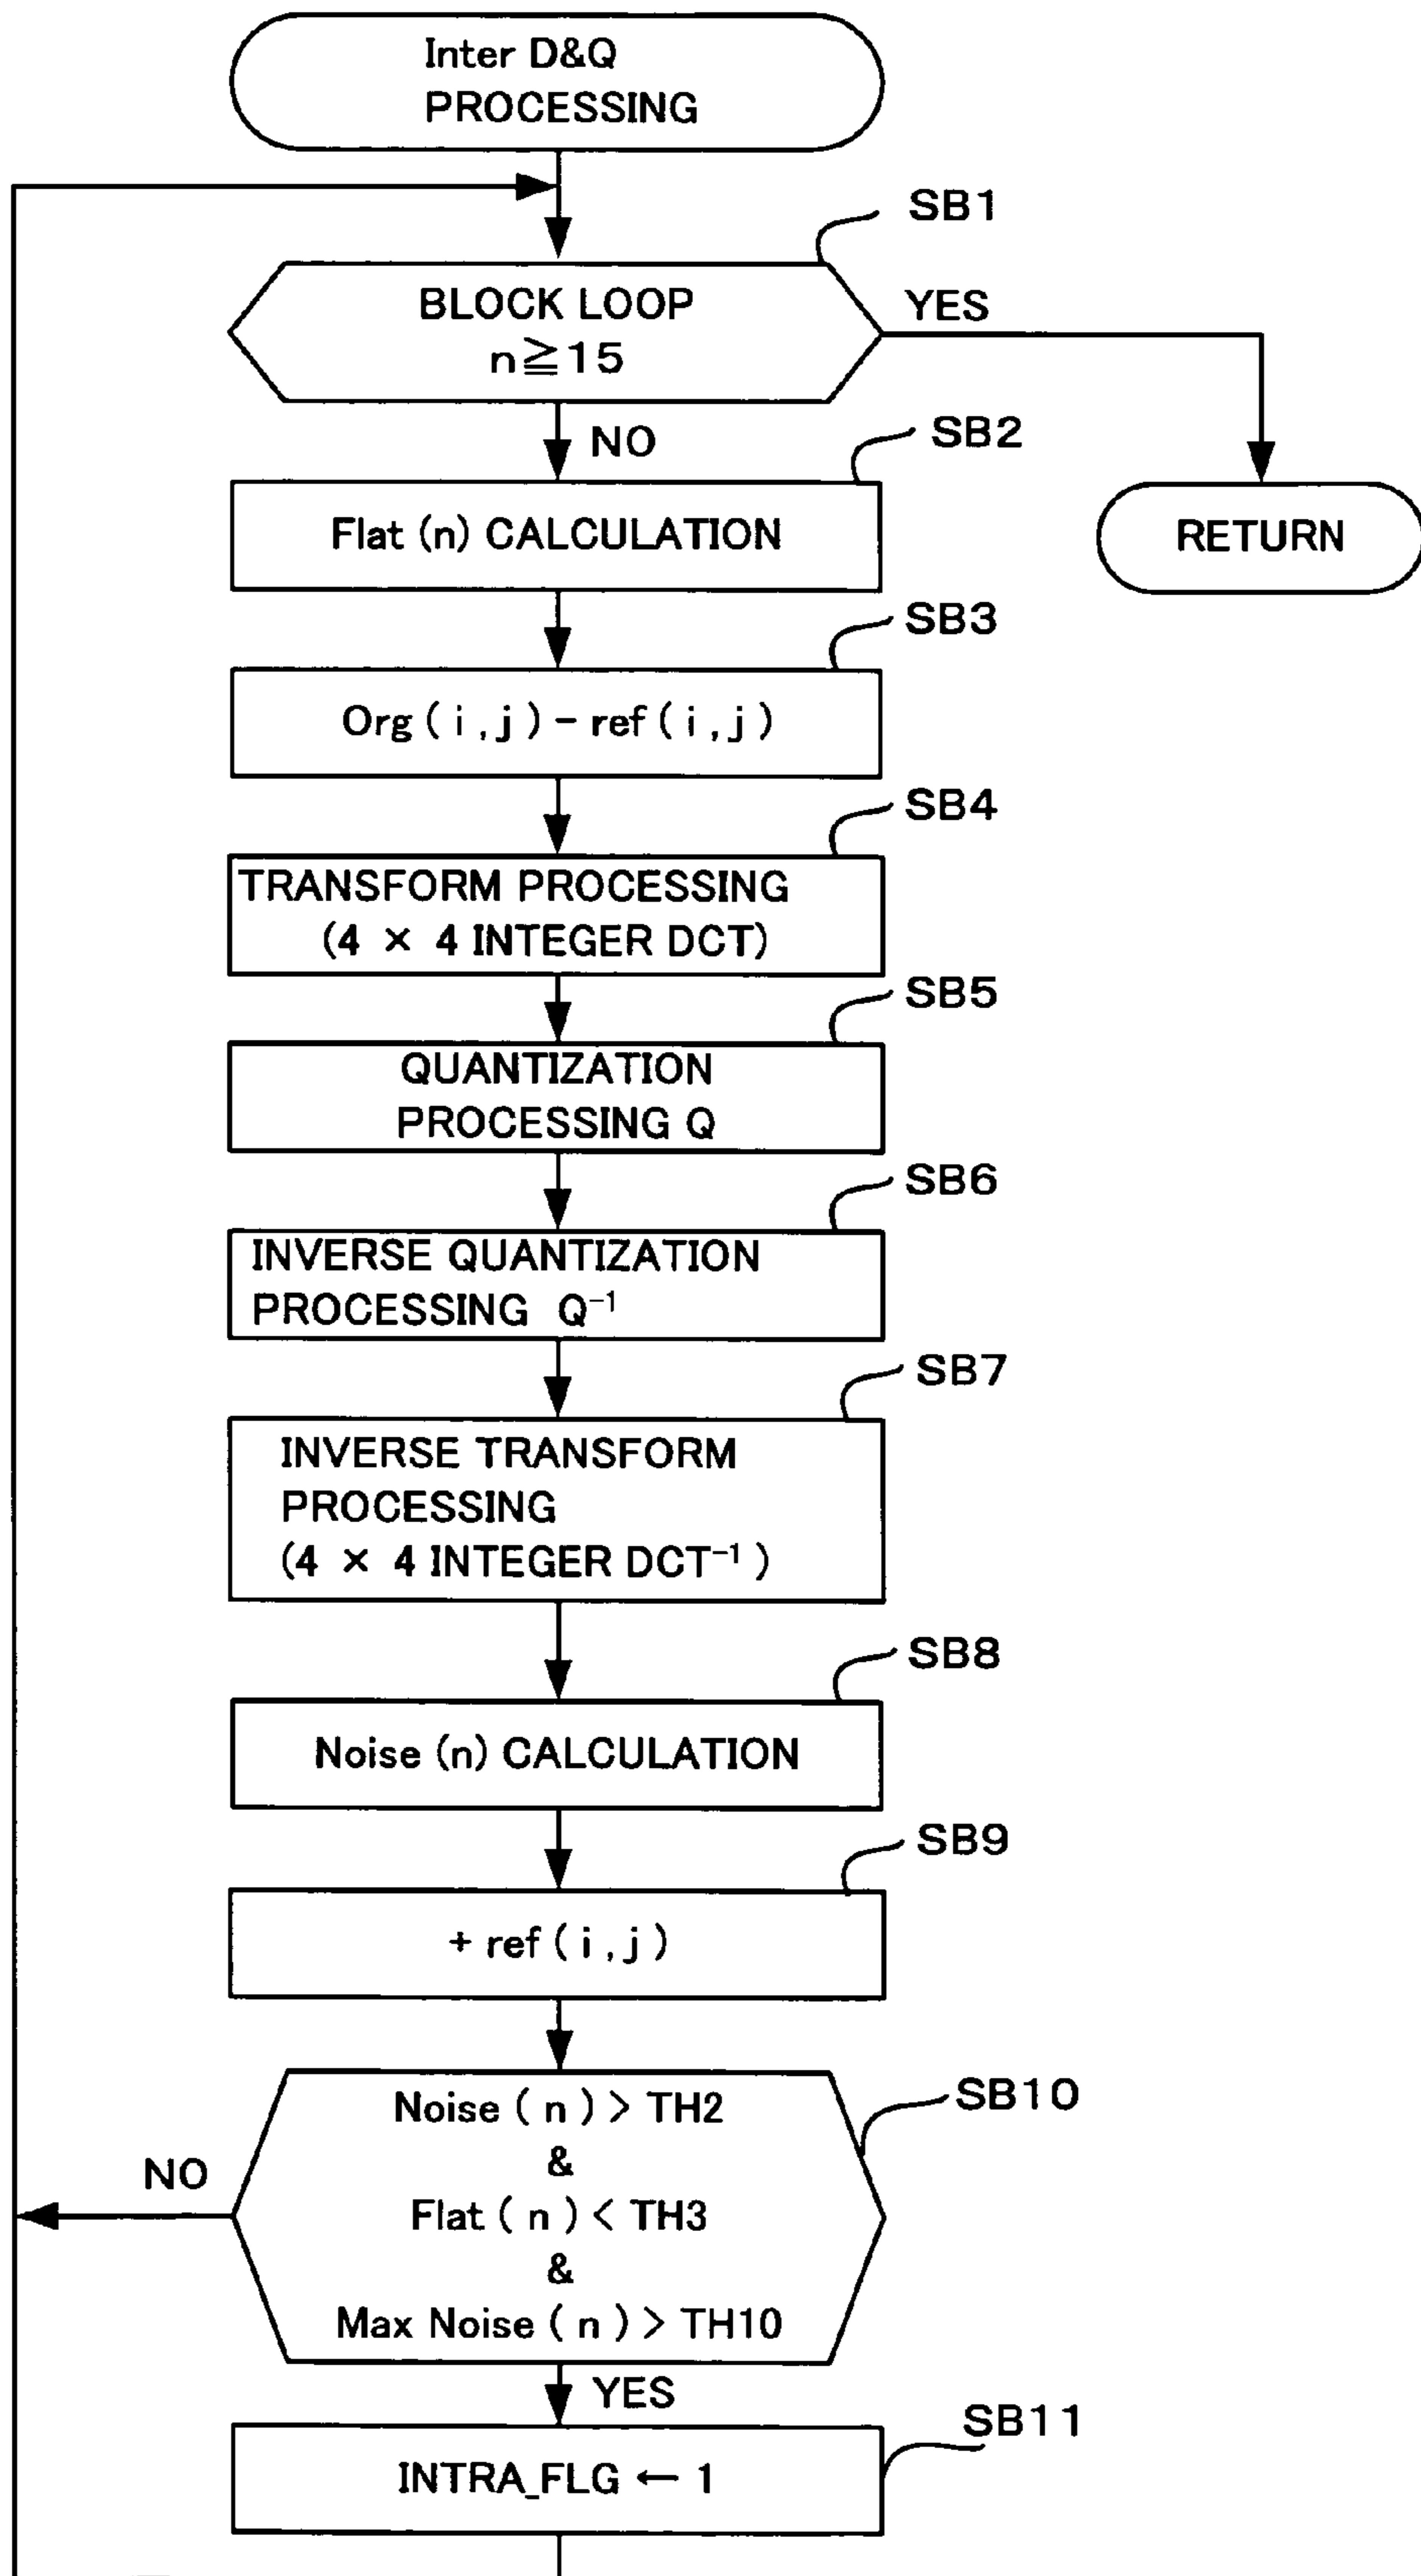 Inter D&Q
PROCESSING
SB1
BLOCK LOOP
n≧15
YES
NO
SB2
Flat (n) CALCULATION
RETURN
SB3
Org ( i , j ) − ref ( i , j )
SB4
TRANSFORM PROCESSING
(4 × 4 INTEGER DCT)
SB5
QUANTIZATION
PROCESSING Q
SB6
INVERSE QUANTIZATION
PROCESSING Q⁻¹
SB7
INVERSE TRANSFORM
PROCESSING
(4 × 4 INTEGER DCT⁻¹ )
SB8
Noise (n) CALCULATION
SB9
+ ref ( i , j )
SB10
Noise ( n ) > TH2
&
Flat ( n ) < TH3
&
Max Noise ( n ) > TH10
NO
YES
SB11
INTRA_FLG ← 1